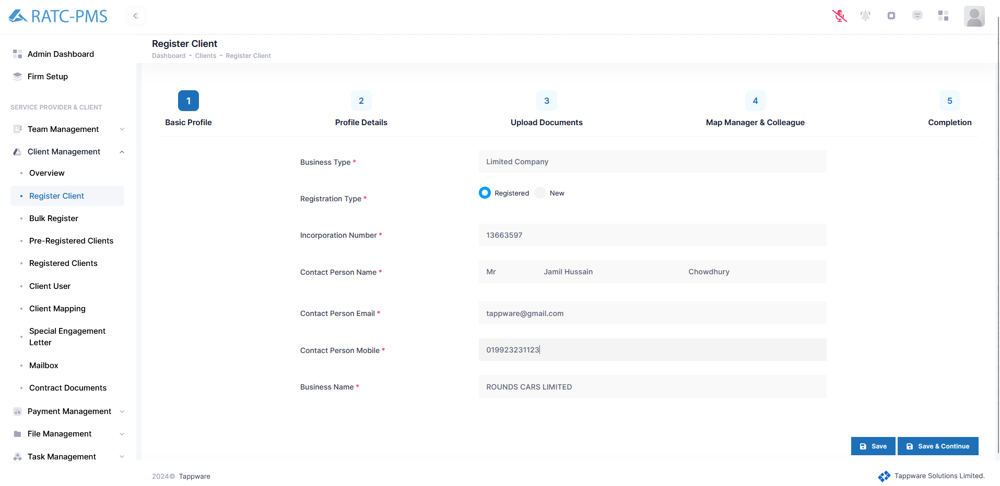 RATC-PMS
Admin Dashboard
Firm Setup
SERVICE PROVIDER & CLIENT
Team Management
Client Management
Overview
Register Client
Bulk Register
Pre-Registered Clients
Registered Clients
Client User
Client Mapping
Special Engagement
Letter
Mailbox
Contract Documents
Payment Management
File Management
Task Management
Register Client
Dashboard - Clients - Register Client
1 2 3 4 5
Basic Profile Profile Details Upload Documents Map Manager & Colleague Completion
Business Type * Limited Company
Registration Type * Registered New
Incorporation Number * 13663597
Contact Person Name * Mr Jamil Hussain Chowdhury
Contact Person Email * tappware@gmail.com
Contact Person Mobile * 019923231123
Business Name * ROUNDS CARS LIMITED
Save Save & Continue
2024© Tappware Tappware Solutions Limited.